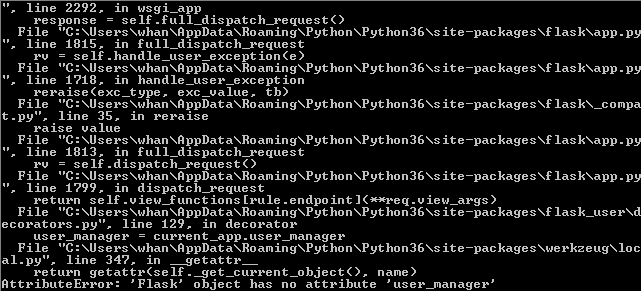 ", line 2292, in wsgi_app
    response = self.full_dispatch_request()
  File "C:\Users\whan\AppData\Roaming\Python\Python36\site-packages\flask\app.py
", line 1815, in full_dispatch_request
    rv = self.handle_user_exception(e)
  File "C:\Users\whan\AppData\Roaming\Python\Python36\site-packages\flask\app.py
", line 1718, in handle_user_exception
    reraise(exc_type, exc_value, tb)
  File "C:\Users\whan\AppData\Roaming\Python\Python36\site-packages\flask\_compa
t.py", line 35, in reraise
    raise value
  File "C:\Users\whan\AppData\Roaming\Python\Python36\site-packages\flask\app.py
", line 1813, in full_dispatch_request
    rv = self.dispatch_request()
  File "C:\Users\whan\AppData\Roaming\Python\Python36\site-packages\flask\app.py
", line 1799, in dispatch_request
    return self.view_functions[rule.endpoint](**req.view_args)
  File "C:\Users\whan\AppData\Roaming\Python\Python36\site-packages\flask_user\d
ecorators.py", line 129, in decorator
    user_manager = current_app.user_manager
  File "C:\Users\whan\AppData\Roaming\Python\Python36\site-packages\werkzeug\loc
al.py", line 347, in __getattr__
    return getattr(self._get_current_object(), name)
AttributeError: 'Flask' object has no attribute 'user_manager'